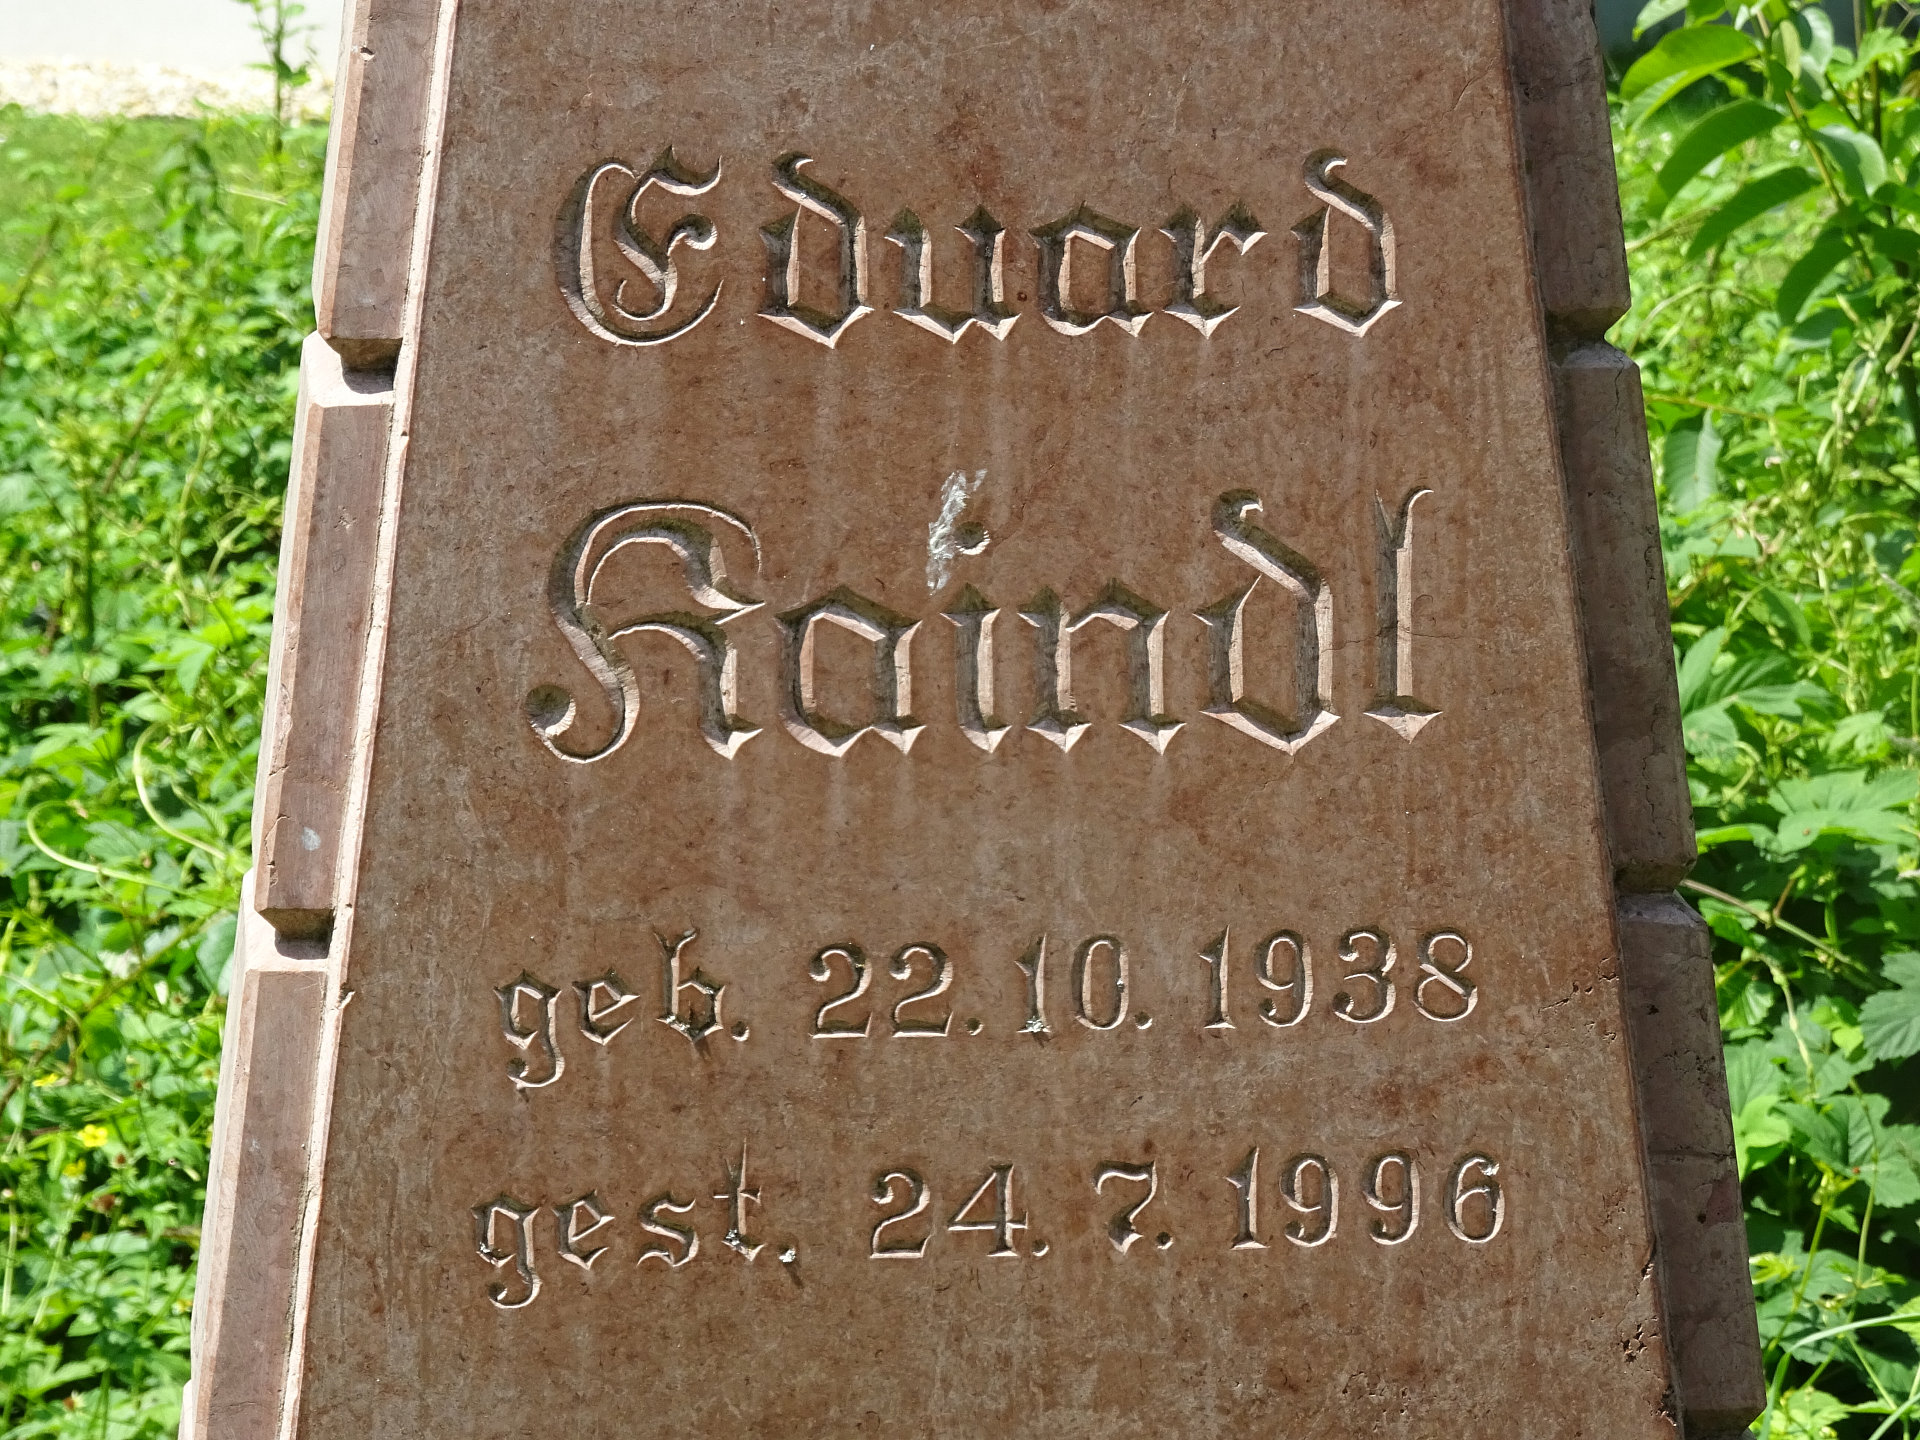 Eduard
Kaindl
geb. 22. 10. 1938
gest. 24. 7. 1996